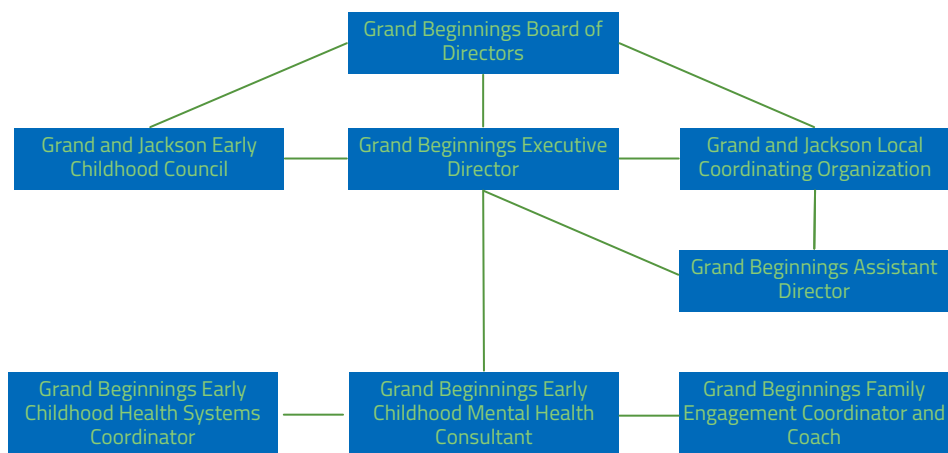 Grand Beginnings Board of
Directors
Grand and Jackson Early
Childhood Council
Grand Beginnings Executive
Director
Grand and Jackson Local
Coordinating Organization
Grand Beginnings Assistant
Director
Grand Beginnings Early
Childhood Health Systems
Coordinator
Grand Beginnings Early
Childhood Mental Health
Consultant
Grand Beginnings Family
Engagement Coordinator and
Coach